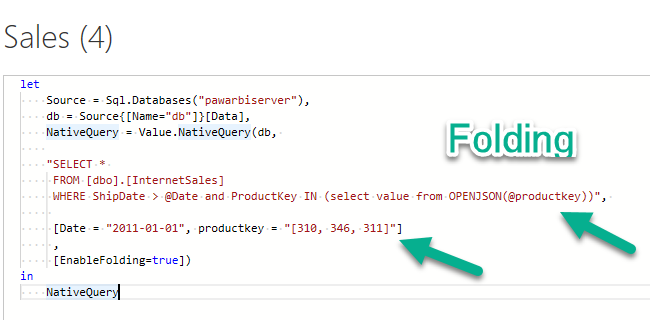 Sales (4)
let
Source = Sql.Databases("pawarbiserver"),
db = Source{[Name="db"]}[Data],
NativeQuery = Value.NativeQuery(db,
Folding
"SELECT *
FROM [dbo].[InternetSales]
WHERE ShipDate > @Date and ProductKey IN (select value from OPENJSON(@productkey))",
[Date = "2011-01-01", productkey = "[310, 346, 311]"]
,
[EnableFolding=true])
in
NativeQuery